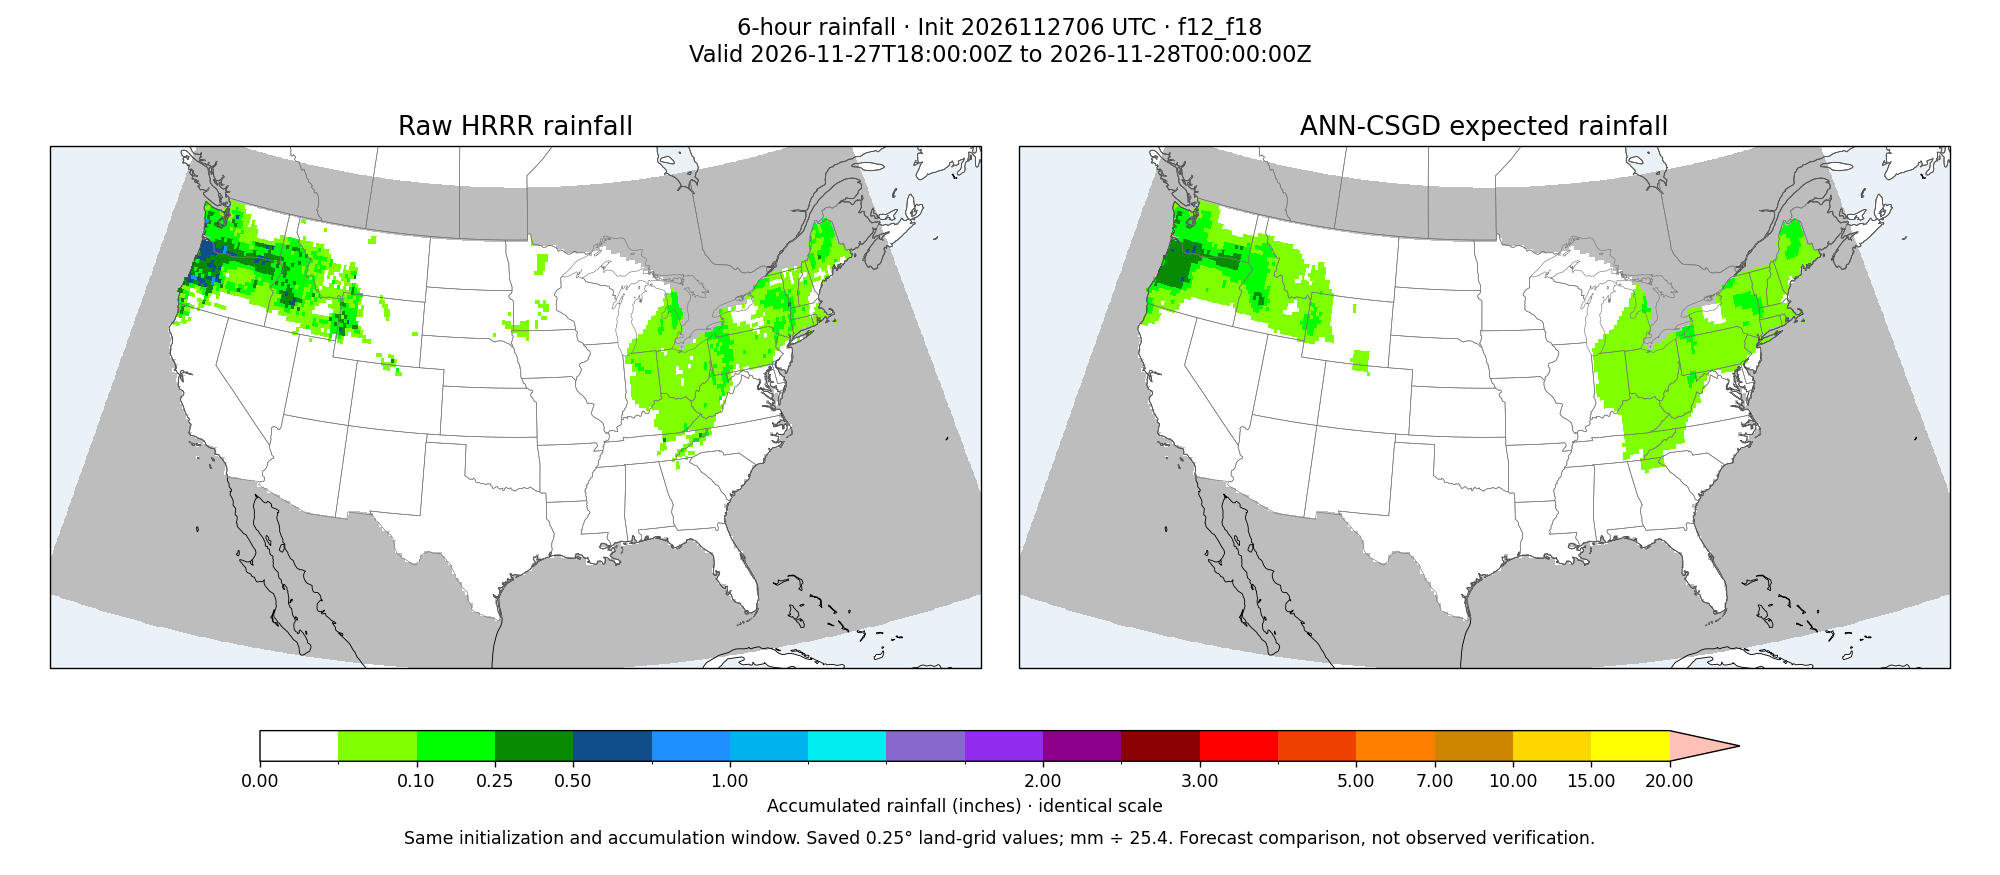 6-hour rainfall · Init 2026112706 UTC · f12_f18
Valid 2026-11-27T18:00:00Z to 2026-11-28T00:00:00Z
Raw HRRR rainfall
ANN-CSGD expected rainfall
0.00 0.10 0.25 0.50 1.00 2.00 3.00 5.00 7.00 10.00 15.00 20.00
Accumulated rainfall (inches) · identical scale
Same initialization and accumulation window. Saved 0.25° land-grid values; mm ÷ 25.4. Forecast comparison, not observed verification.